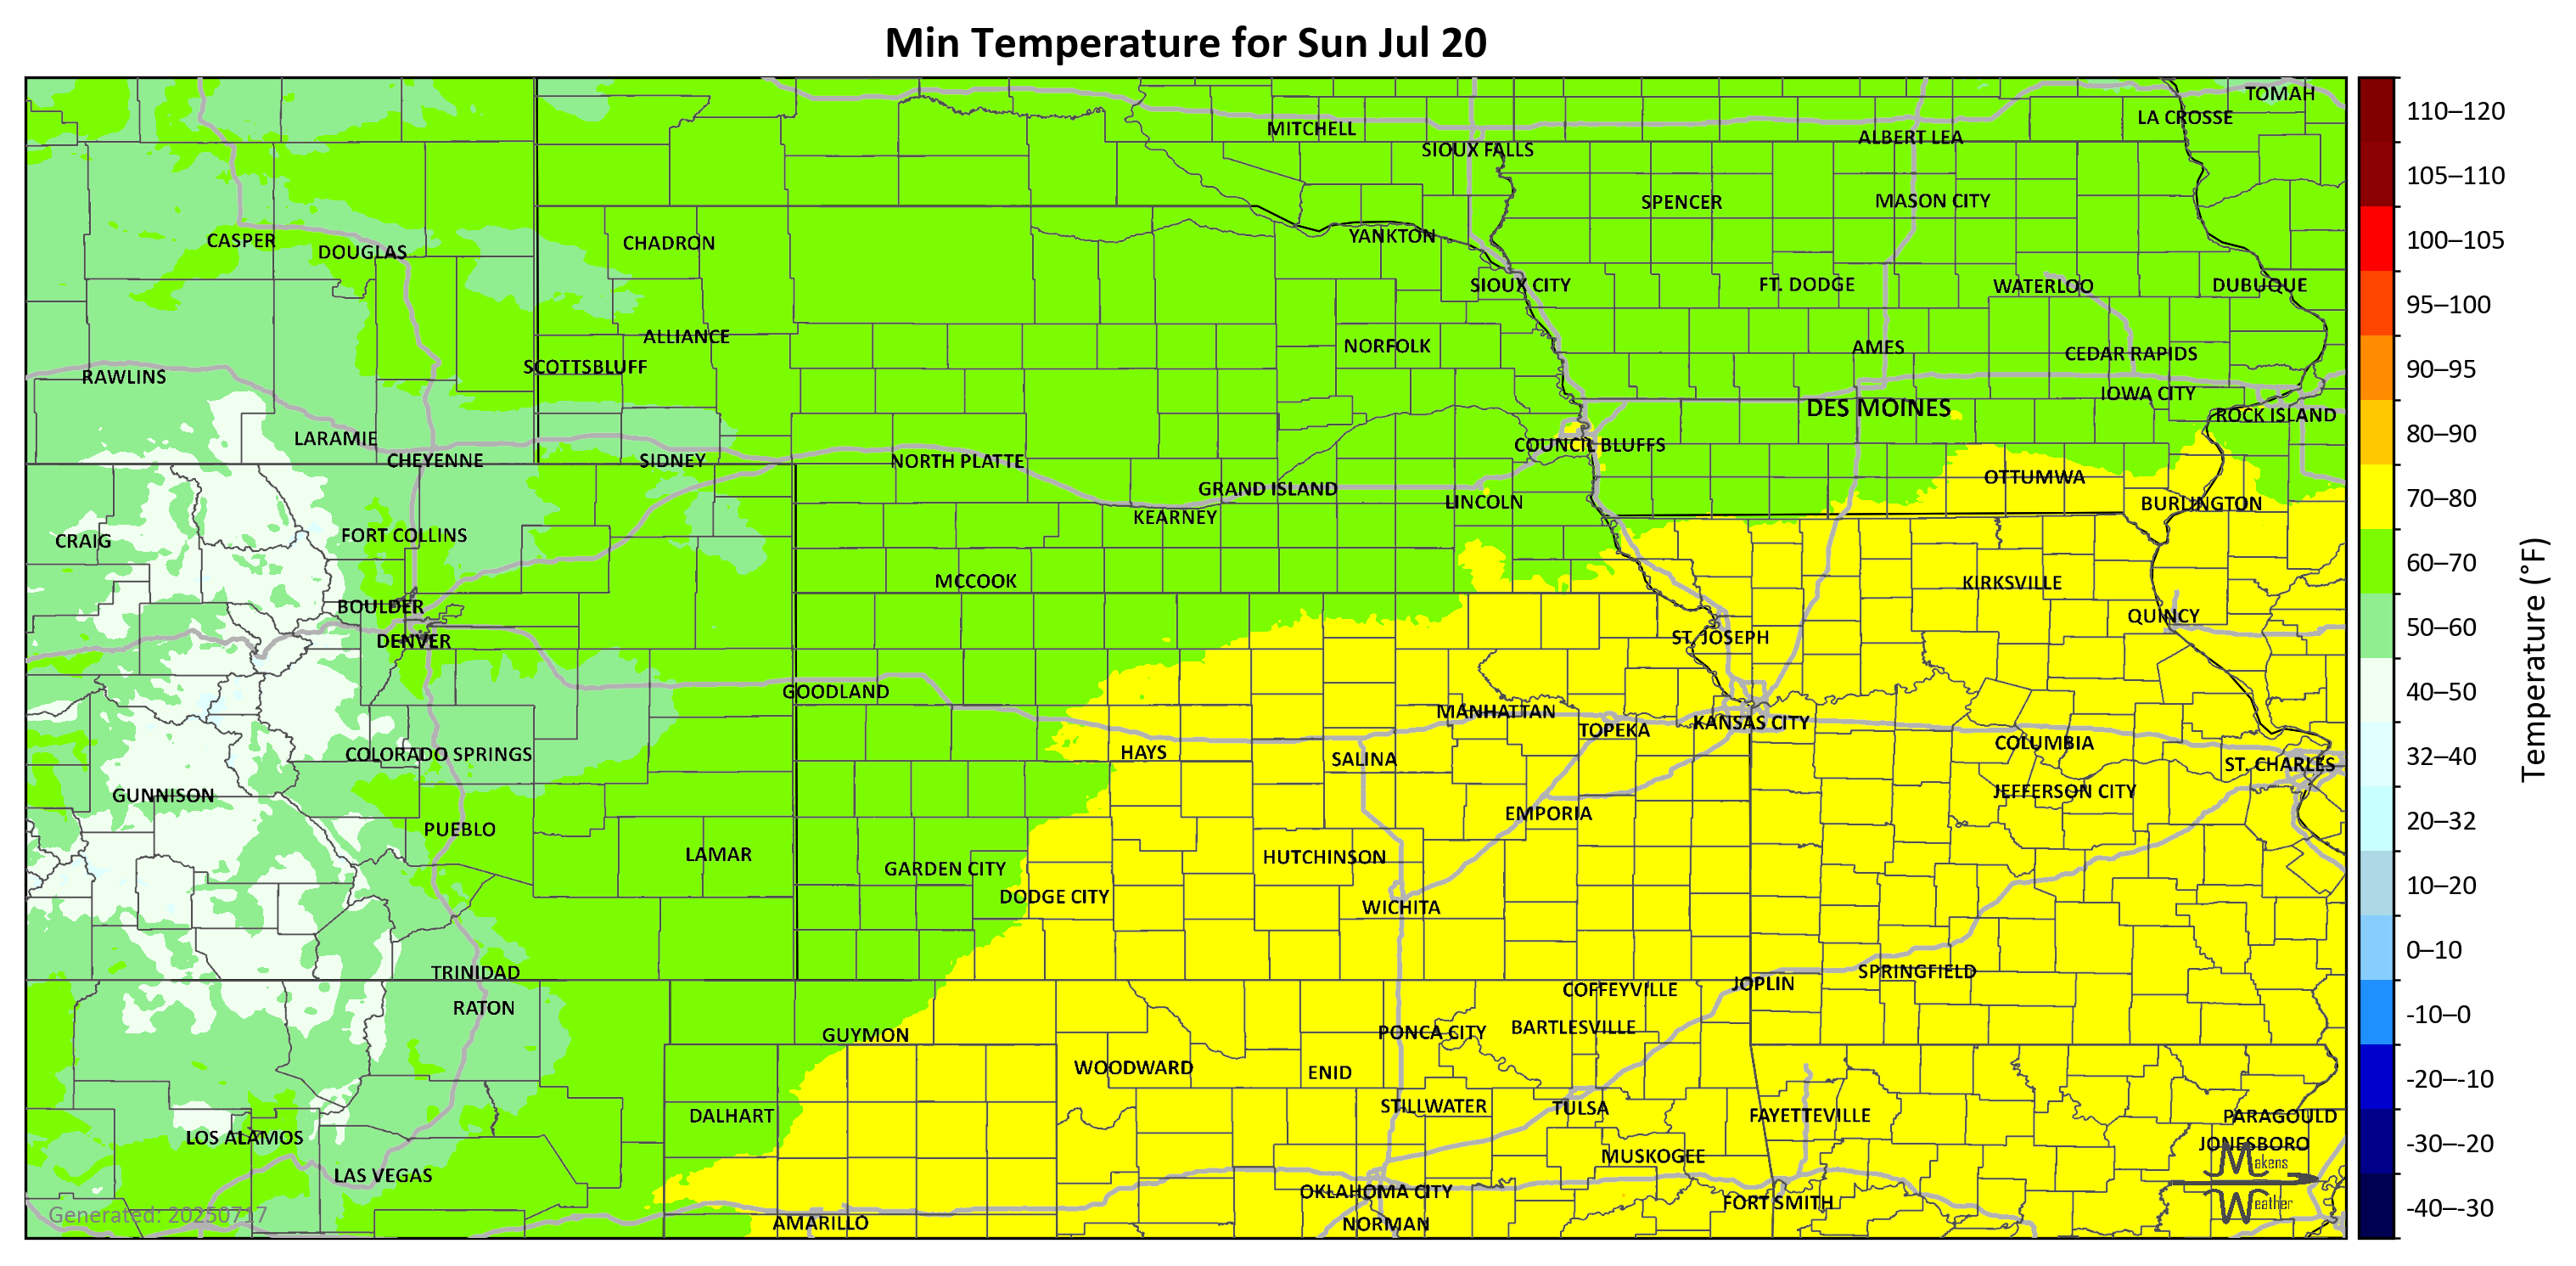 Min Temperature for Sun Jul 20
TOMAH
LA CROSSE
MITCHELL
ALBERT LEA
SIOUX FALLS
SPENCER
MASON CITY
CASPER
DOUGLAS
CHADRON
YANKTON
SIOUX CITY
FT. DODGE
WATERLOO
DUBUQUE
ALLIANCE
NORFOLK
AMES
CEDAR RAPIDS
SCOTTSBLUFF
RAWLINS
IOWA CITY
DES MOINES
ROCK ISLAND
LARAMIE
COUNCIL BLUFFS
CHEYENNE
SIDNEY
NORTH PLATTE
OTTUMWA
GRAND ISLAND
LINCOLN
BURLINGTON
KEARNEY
FORT COLLINS
CRAIG
MCCOOK
KIRKSVILLE
BOULDER
QUINCY
DENVER
ST. JOSEPH
GOODLAND
MANHATTAN
TOPEKA
KANSAS CITY
COLUMBIA
COLORADO SPRINGS
HAYS
SALINA
ST. CHARLES
GUNNISON
JEFFERSON CITY
EMPORIA
PUEBLO
LAMAR
HUTCHINSON
GARDEN CITY
DODGE CITY
WICHITA
TRINIDAD
SPRINGFIELD
JOPLIN
COFFEYVILLE
RATON
GUYMON
PONCA CITY
BARTLESVILLE
WOODWARD
ENID
STILLWATER
TULSA
DALHART
FAYETTEVILLE
PARAGOULD
LOS ALAMOS
JONESBORO
MUSKOGEE
LAS VEGAS
OKLAHOMA CITY
FORT SMITH
AMARILLO
NORMAN
Generated: 20250717
Makens
Weather
110–120
105–110
100–105
95–100
90–95
80–90
70–80
60–70
50–60
40–50
32–40
20–32
10–20
0–10
-10–0
-20–-10
-30–-20
-40–-30
Temperature (°F)